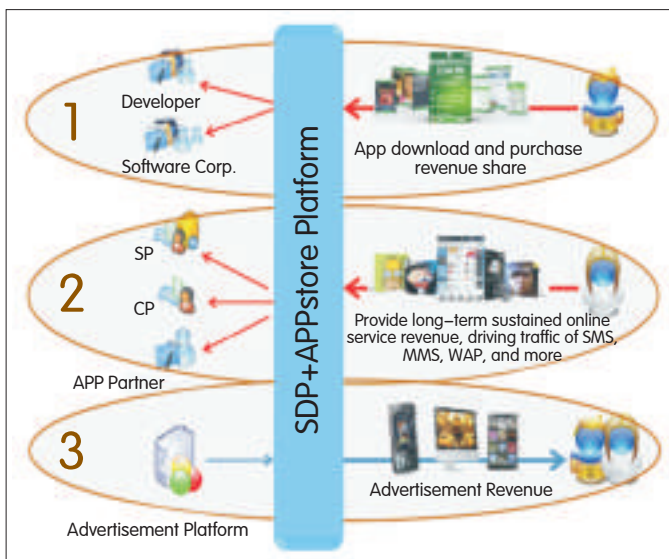 1
Developer
Software Corp.
App download and purchase
revenue share
SDP+APPstore Platform
2
SP
CP
APP Partner
Provide long-term sustained online
service revenue, driving traffic of SMS,
MMS, WAP, and more
3
Advertisement Platform
Advertisement Revenue